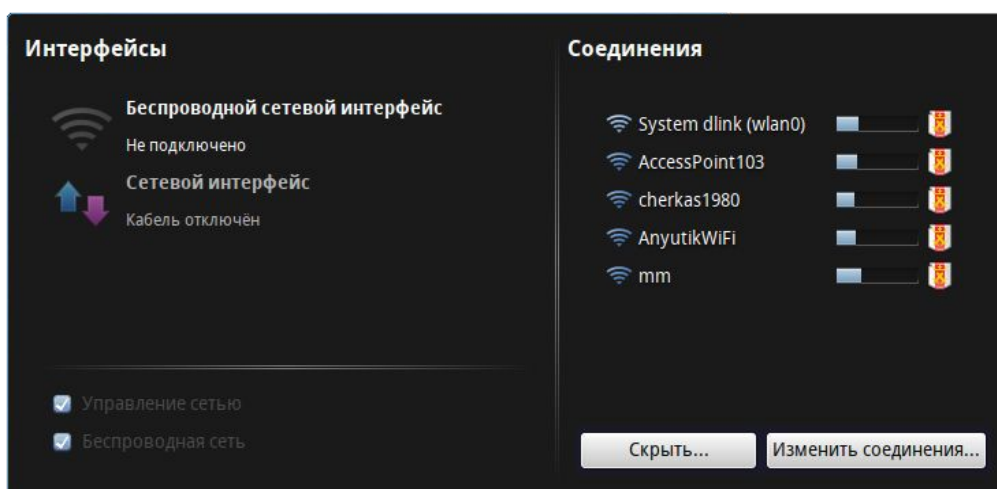 Интерфейсы
Беспроводной сетевой интерфейс
Не подключено
Сетевой интерфейс
Кабель отключён
Управление сетью
Беспроводная сеть
Соединения
System dlink (wlan0)
AccessPoint103
cherkas1980
AnyutikWiFi
mm
Скрыть...
Изменить соединения...